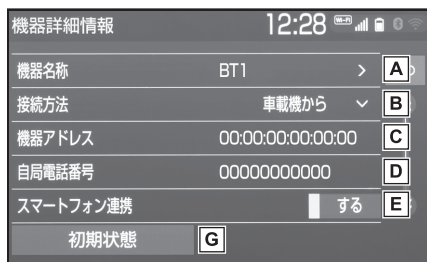 機器詳細情報 12:28 Wi-Fi
機器名称 BT1 > A
接続方法 車載機から B
機器アドレス 00:00:00:00:00:00 C
自局電話番号 00000000000 D
スマートフォン連携 する E
初期状態 G